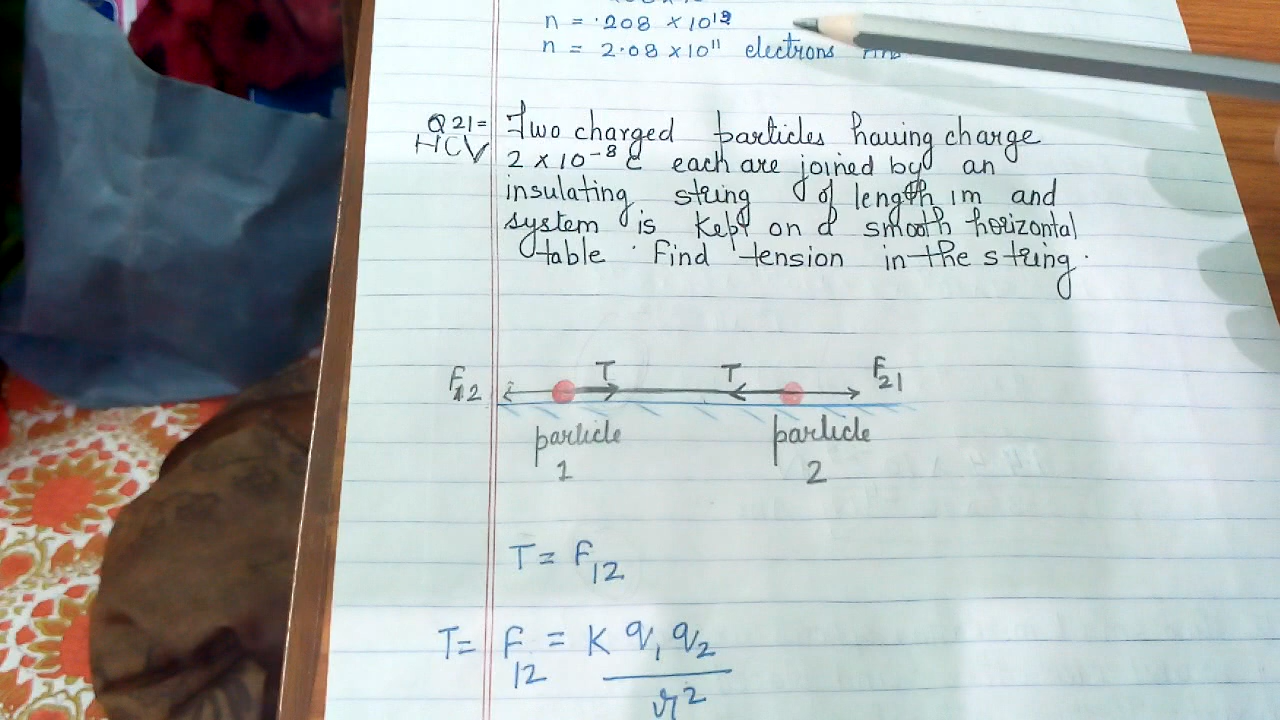 n = .208 × 10¹²
n = 2.08 × 10¹¹ electrons
Q 21 = Two charged particles having charge
HCV 2 × 10⁻⁸ C each are joined by an
insulating string of length 1m and
system is kept on a smooth horizontal
table. Find tension in the string.
F₁₂ T T F₂₁
particle particle
1 2
T = F₁₂
T = F₁₂ = K q₁ q₂
r²